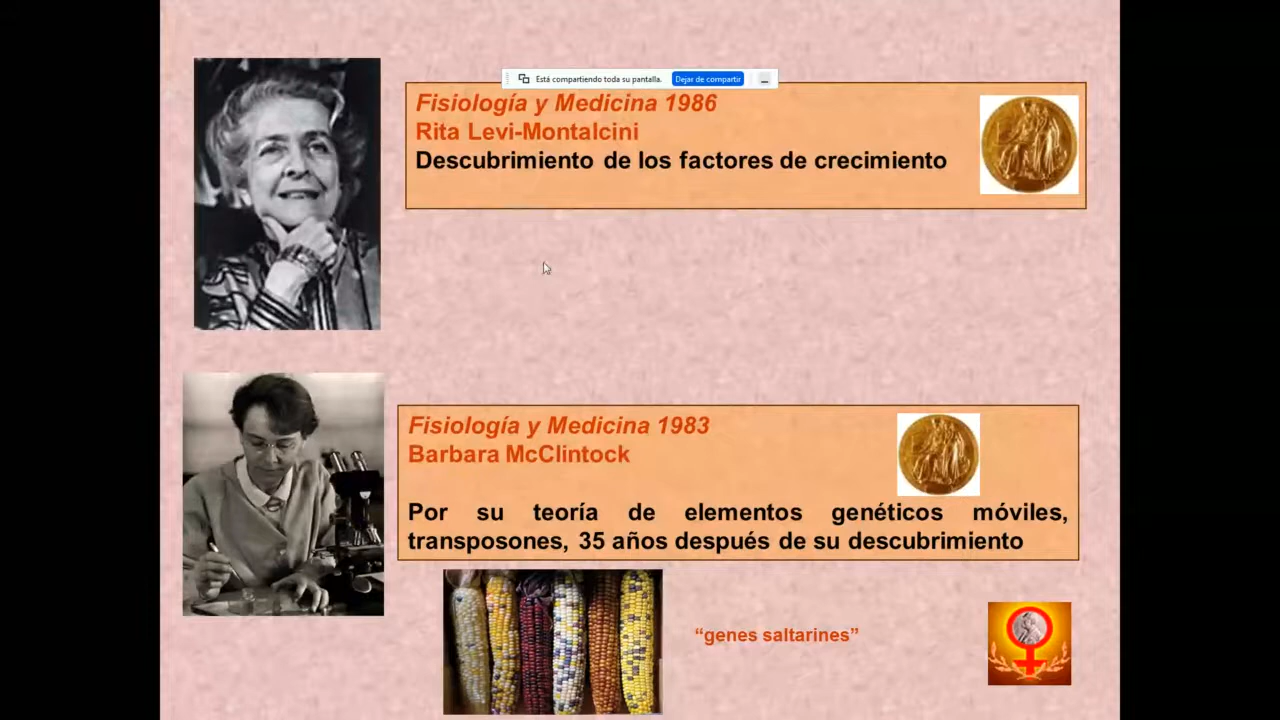 Está compartiendo toda su pantalla.
Dejar de compartir
Fisiología y Medicina 1986
Rita Levi-Montalcini
Descubrimiento de los factores de crecimiento
Fisiología y Medicina 1983
Barbara McClintock
Por su teoría de elementos genéticos móviles,
transposones, 35 años después de su descubrimiento
“genes saltarines”